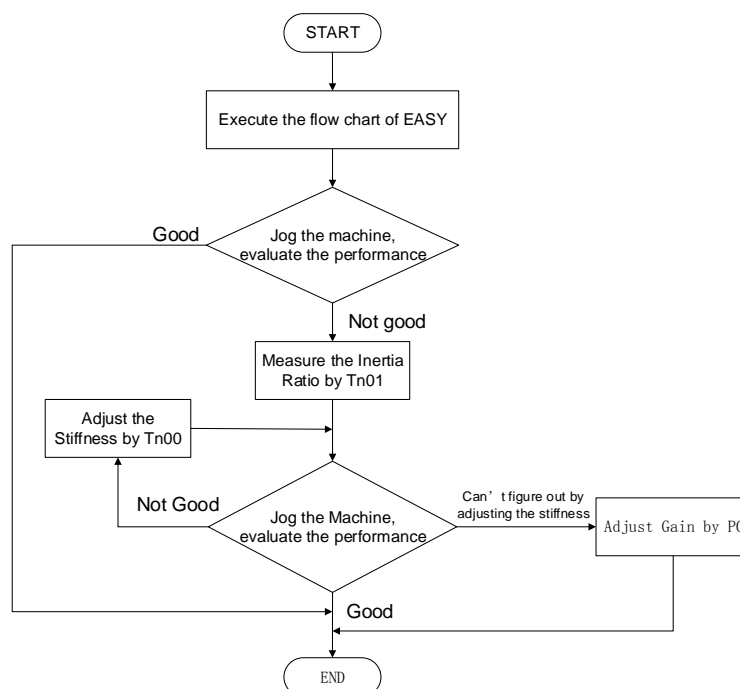 START
Execute the flow chart of EASY
Good
Jog the machine,
evaluate the performance
Not good
Measure the Inertia
Ratio by Tn01
Adjust the
Stiffness by Tn00
Not Good
Jog the Machine,
evaluate the performance
Can’t figure out by
adjusting the stiffness
Adjust Gain by PC
Good
END